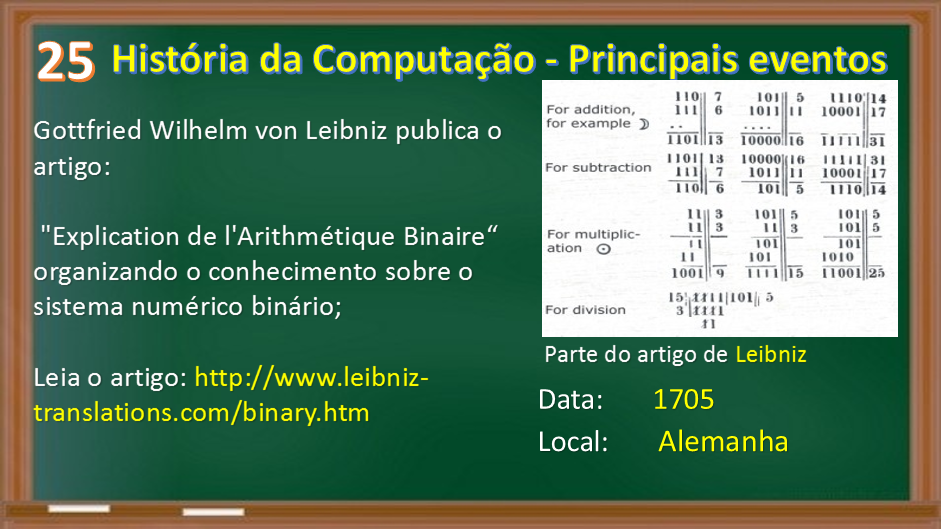 25 História da Computação - Principais eventos
Gottfried Wilhelm von Leibniz publica o
artigo:
"Explication de l'Arithmétique Binaire“
organizando o conhecimento sobre o
sistema numérico binário;
Leia o artigo: http://www.leibniz-
translations.com/binary.htm
For addition,
for example ☽
110 7 101 5 1110 14
111 6 1011 11 10001 17
1101 13 10000 16 11111 31
For subtraction
1101 13 10000 16 11111 31
111 7 1011 11 10001 17
110 6 101 5 1110 14
For multiplic-
ation ⊙
11 3 101 5 101 5
11 3 11 3 101 5
11 101 101
11 101 1010
1001 9 1111 15 11001 25
For division
15 1111 101 5
3 1111
11
Parte do artigo de Leibniz
Data: 1705
Local: Alemanha